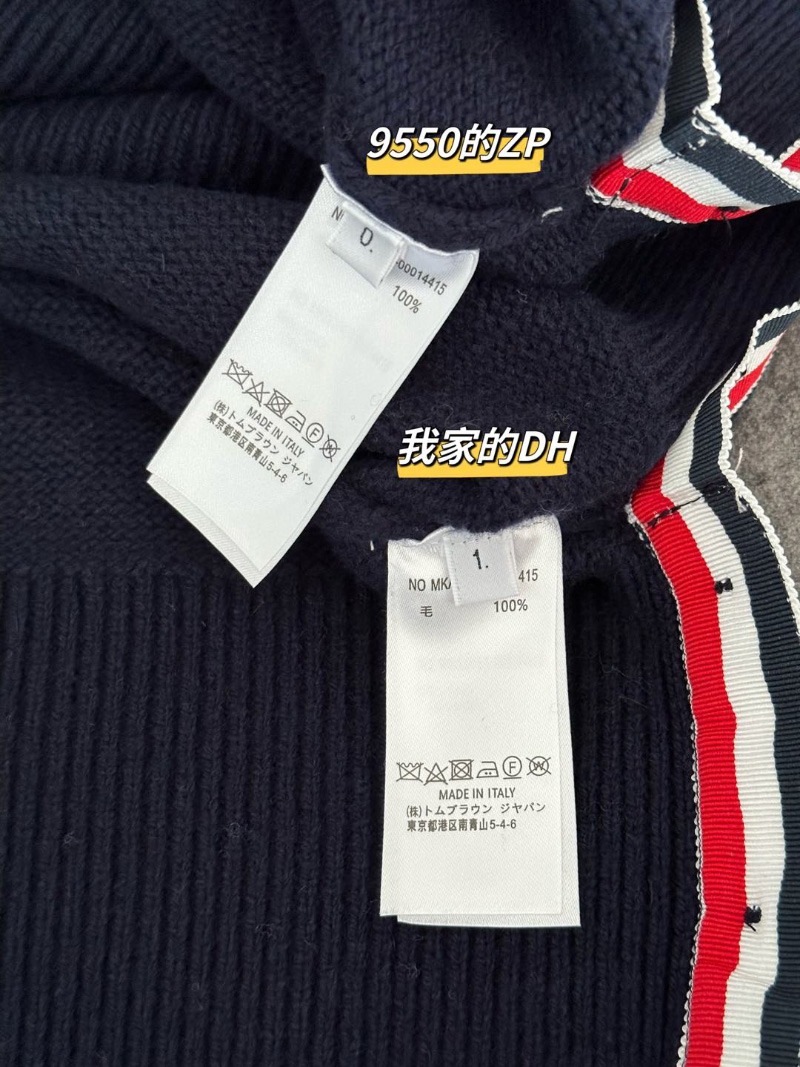 9550的ZP
0.
00014415
100%
MADE IN ITALY
(株)トムブラウン ジャパン
東京都港区南青山5-4-6
我家的DH
1.
NO MK
415
毛 100%
MADE IN ITALY
(株)トムブラウン ジャパン
東京都港区南青山5-4-6